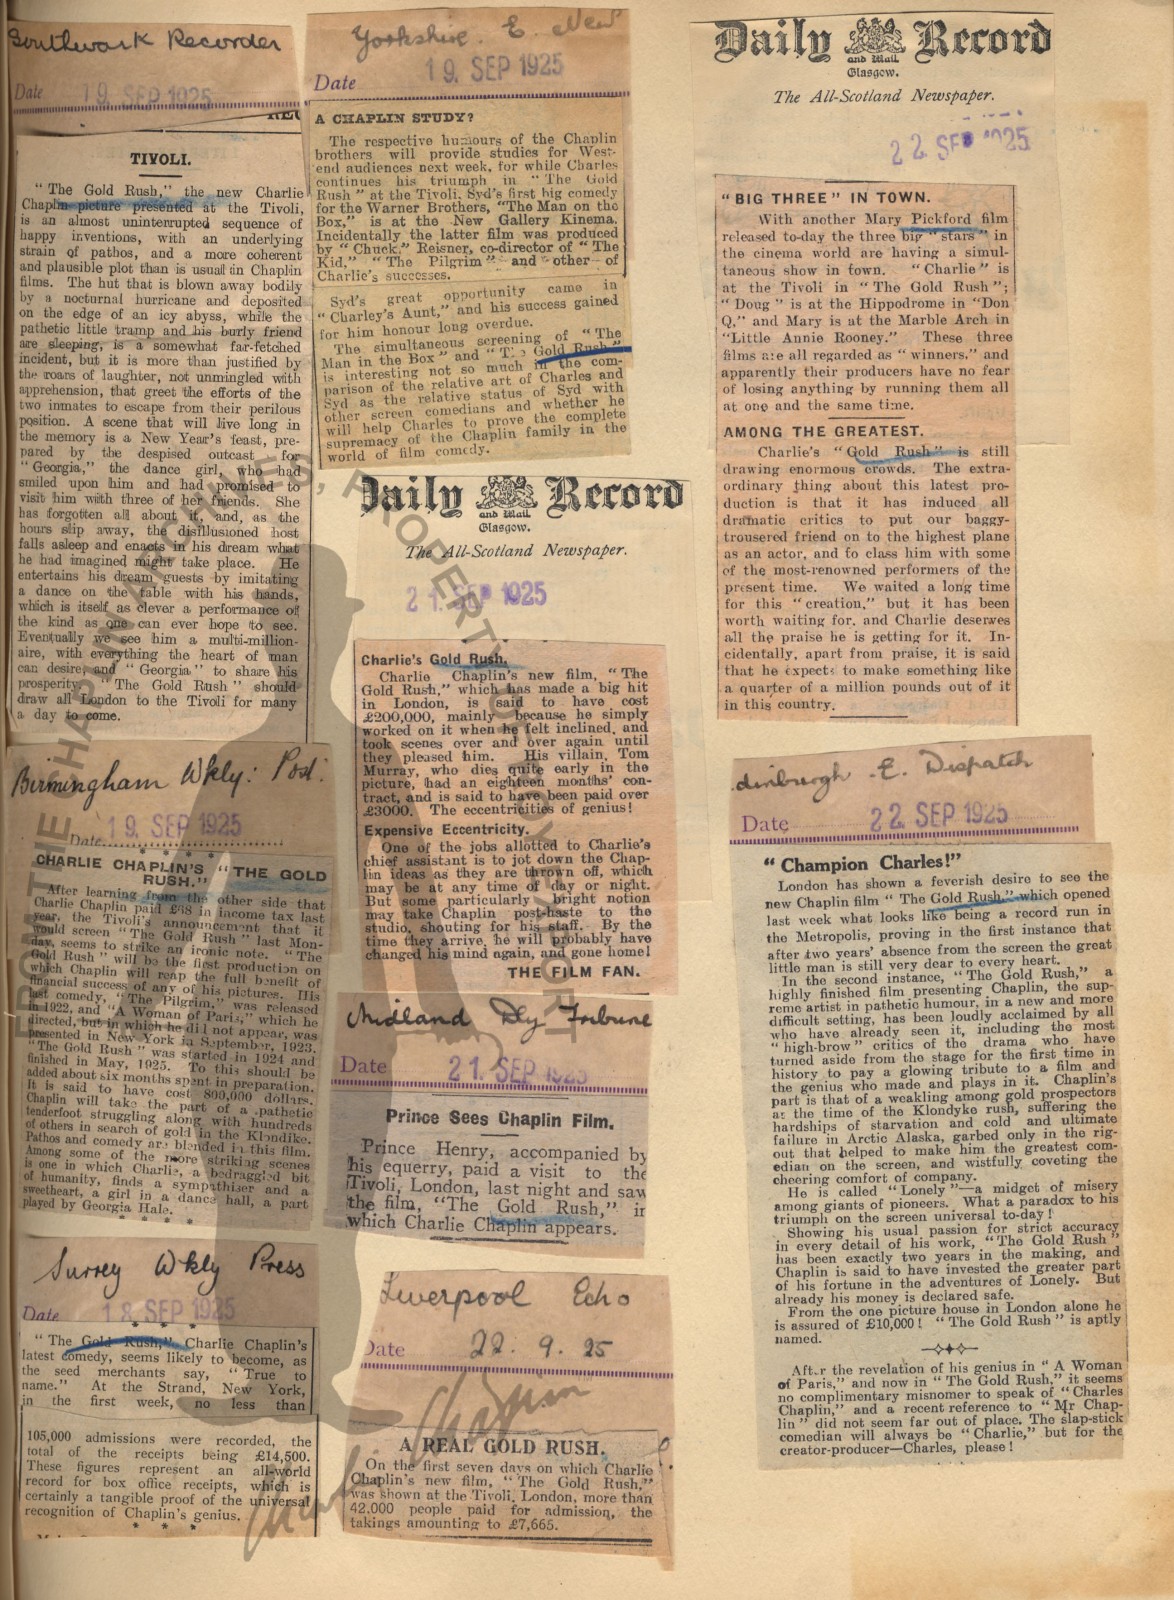 Southwark Recorder
Date 19. SEP 1925
TIVOLI.
"The Gold Rush," the new Charlie
Chaplin picture presented at the Tivoli,
is an almost uninterrupted sequence of
happy inventions, with an underlying
strain of pathos, and a more coherent
and plausible plot than is usual in Chaplin
films. The hut that is blown away bodily
by a nocturnal hurricane and deposited
on the edge of an icy abyss, while the
pathetic little tramp and his burly friend
are sleeping, is a somewhat far-fetched
incident, but it is more than justified by
the roars of laughter, not unmingled with
apprehension, that greet the efforts of the
two inmates to escape from their perilous
position. A scene that will live long in
the memory is a New Year's feast, pre-
pared by the despised outcast for
"Georgia," the dance girl, who had
smiled upon him and had promised to
visit him with three of her friends. She
has forgotten all about it, and, as the
hours slip away, the disillusioned host
falls asleep and enacts in his dream what
he had imagined might take place. He
entertains his dream guests by imitating
a dance on the table with his hands,
which is itself as clever a performance of
the kind as one can ever hope to see.
Eventually we see him a multi-million-
aire, with everything the heart of man
can desire, and "Georgia" to share his
prosperity. "The Gold Rush" should
draw all London to the Tivoli for many
a day to come.
Birmingham Wkly: Post:
Date 19 SEP 1925
* * * *
CHARLIE CHAPLIN'S "THE GOLD
RUSH."
After learning from the other side that
Charlie Chaplin paid £68 in income tax last
year, the Tivoli's announcement that it
would screen "The Gold Rush" last Mon-
day, seems to strike an ironic note. "The
Gold Rush" will be the first production on
which Chaplin will reap the full benefit of
financial success of any of his pictures. His
last comedy, "The Pilgrim," was released
in 1922, and "A Woman of Paris," which he
directed, but in which he did not appear, was
presented in New York in September, 1923.
"The Gold Rush" was started in 1924 and
finished in May, 1925. To this should be
added about six months spent in preparation.
It is said to have cost 800,000 dollars.
Chaplin will take the part of a pathetic
tenderfoot struggling along with hundreds
of others in search of gold in the Klondike.
Pathos and comedy are blended in this film.
Among some of the more striking scenes
is one in which Charlie, a bedraggled bit
of humanity, finds a sympathiser and a
sweetheart, a girl in a dance hall, a part
played by Georgia Hale.
* * * *
Surrey Wkly Press
Date 18 SEP 1925
* * * *
"The Gold Rush," Charlie Chaplin's
latest comedy, seems likely to become, as
the seed merchants say, "True to
name." At the Strand, New York,
in the first week, no less than
105,000 admissions were recorded, the
total of the receipts being £14,500.
These figures represent an all-world
record for box office receipts, which is
certainly a tangible proof of the universal
recognition of Chaplin's genius.
* * * *
Yorkshire. E. News
Date 19. SEP 1925
A CHAPLIN STUDY?
The respective humours of the Chaplin
brothers will provide studies for West-
end audiences next week, for while Charles
continues his triumph in "The Gold
Rush" at the Tivoli, Syd's first big comedy
for the Warner Brothers, "The Man on the
Box," is at the New Gallery Kinema.
Incidentally the latter film was produced
by "Chuck," Reisner, co-director of "The
Kid," "The Pilgrim" and other of
Charlie's successes.
Syd's great opportunity came in
"Charley's Aunt," and his success gained
for him honour long overdue.
The simultaneous screening of "The
Man in the Box" and "The Gold Rush"
is interesting not so much in the com-
parison of the relative art of Charles and
Syd as the relative status of Syd with
other screen comedians and whether he
will help Charles to prove the complete
supremacy of the Chaplin family in the
world of film comedy.
Daily Record
and Mail
Glasgow.
The All-Scotland Newspaper.
21. SEP 1925
Charlie's Gold Rush.
Charlie Chaplin's new film, "The
Gold Rush," which has made a big hit
in London, is said to have cost
£200,000, mainly because he simply
worked on it when he felt inclined, and
took scenes over and over again until
they pleased him. His villain, Tom
Murray, who dies quite early in the
picture, had an eighteen months' con-
tract, and is said to have been paid over
£3000. The eccentricities of genius!
Expensive Eccentricity.
One of the jobs allotted to Charlie's
chief assistant is to jot down the Chap-
lin ideas as they are thrown off, which
may be at any time of day or night.
But some particularly bright notion
may take Chaplin post-haste to the
studio, shouting for his staff. By the
time they arrive he will probably have
changed his mind again, and gone home!
THE FILM FAN.
Midland Dly Tribune
Date 21. SEP 1925
Prince Sees Chaplin Film.
Prince Henry, accompanied by
his equerry, paid a visit to the
Tivoli, London, last night and saw
the film, "The Gold Rush," in
which Charlie Chaplin appears.
Liverpool Echo
Date 22. 9. 25
A REAL GOLD RUSH.
On the first seven days on which Charlie
Chaplin's new film, "The Gold Rush,"
was shown at the Tivoli, London, more than
42,000 people paid for admission, the
takings amounting to £7,665.
Daily Record
and Mail
Glasgow.
The All-Scotland Newspaper.
22. SEP 1925
"BIG THREE" IN TOWN.
With another Mary Pickford film
released to-day the three big "stars" in
the cinema world are having a simul-
taneous show in town. "Charlie" is
at the Tivoli in "The Gold Rush";
"Doug" is at the Hippodrome in "Don
Q," and Mary is at the Marble Arch in
"Little Annie Rooney." These three
films are all regarded as "winners," and
apparently their producers have no fear
of losing anything by running them all
at one and the same time.
AMONG THE GREATEST.
Charlie's "Gold Rush" is still
drawing enormous crowds. The extra-
ordinary thing about this latest pro-
duction is that it has induced all
dramatic critics to put our baggy-
trousered friend on to the highest plane
as an actor, and to class him with some
of the most-renowned performers of the
present time. We waited a long time
for this "creation," but it has been
worth waiting for, and Charlie deserves
all the praise he is getting for it. In-
cidentally, apart from praise, it is said
that he expects to make something like
a quarter of a million pounds out of it
in this country.
dinburgh. E. Dispatch
Date 22. SEP 1925
"Champion Charles!"
London has shown a feverish desire to see the
new Chaplin film "The Gold Rush," which opened
last week what looks like being a record run in
the Metropolis, proving in the first instance that
after two years' absence from the screen the great
little man is still very dear to every heart.
In the second instance, "The Gold Rush," a
highly finished film presenting Chaplin, the sup-
reme artist in pathetic humour, in a new and more
difficult setting, has been loudly acclaimed by all
who have already seen it, including the most
"high-brow" critics of the drama who have
turned aside from the stage for the first time in
history to pay a glowing tribute to a film and
the genius who made and plays in it. Chaplin's
part is that of a weakling among gold prospectors
at the time of the Klondyke rush, suffering the
hardships of starvation and cold and ultimate
failure in Arctic Alaska, garbed only in the rig-
out that helped to make him the greatest com-
edian on the screen, and wistfully coveting the
cheering comfort of company.
He is called "Lonely"—a midget of misery
among giants of pioneers. What a paradox to his
triumph on the screen universal to-day!
Showing his usual passion for strict accuracy
in every detail of his work, "The Gold Rush"
has been exactly two years in the making, and
Chaplin is said to have invested the greater part
of his fortune in the adventures of Lonely. But
already his money is declared safe.
From the one picture house in London alone he
is assured of £10,000! "The Gold Rush" is aptly
named.
After the revelation of his genius in "A Woman
of Paris," and now in "The Gold Rush," it seems
no complimentary misnomer to speak of "Charles
Chaplin," and a recent reference to "Mr Chap-
lin" did not seem far out of place. The slap-stick
comedian will always be "Charlie," but for the
creator-producer—Charles, please!
FROM THE CHAPLIN ARCHIVES, PROPERTY OF ROY EXPORT
Charlie Chaplin